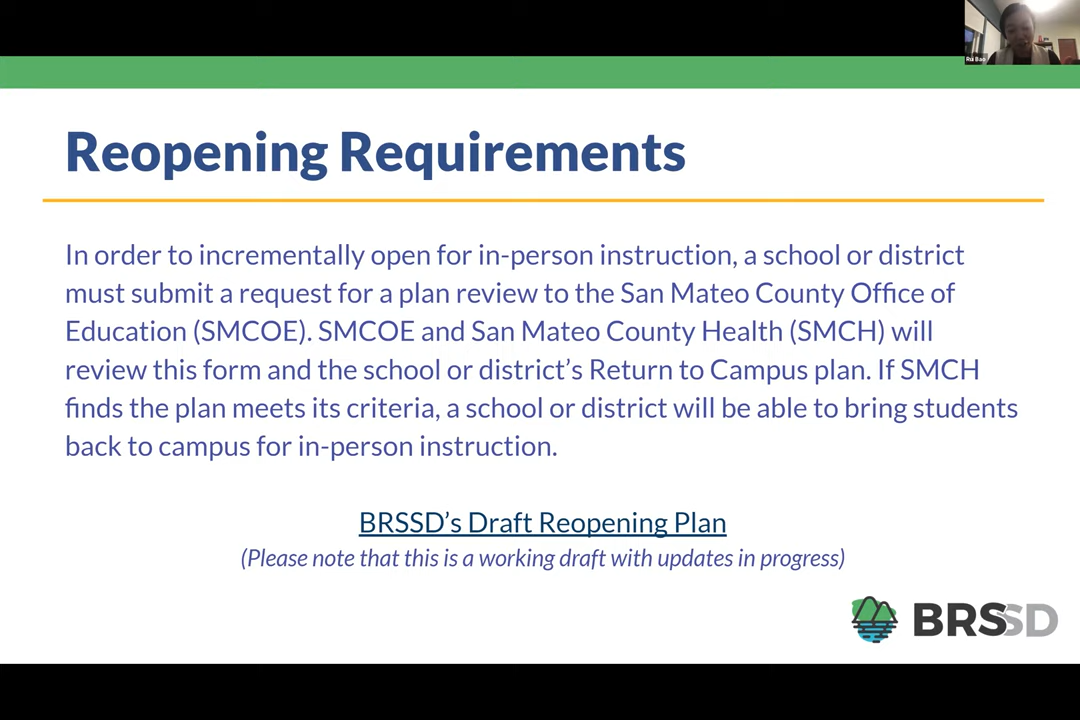 Rui Bao
Reopening Requirements
In order to incrementally open for in-person instruction, a school or district
must submit a request for a plan review to the San Mateo County Office of
Education (SMCOE). SMCOE and San Mateo County Health (SMCH) will
review this form and the school or district’s Return to Campus plan. If SMCH
finds the plan meets its criteria, a school or district will be able to bring students
back to campus for in-person instruction.
BRSSD’s Draft Reopening Plan
(Please note that this is a working draft with updates in progress)
BRSSD